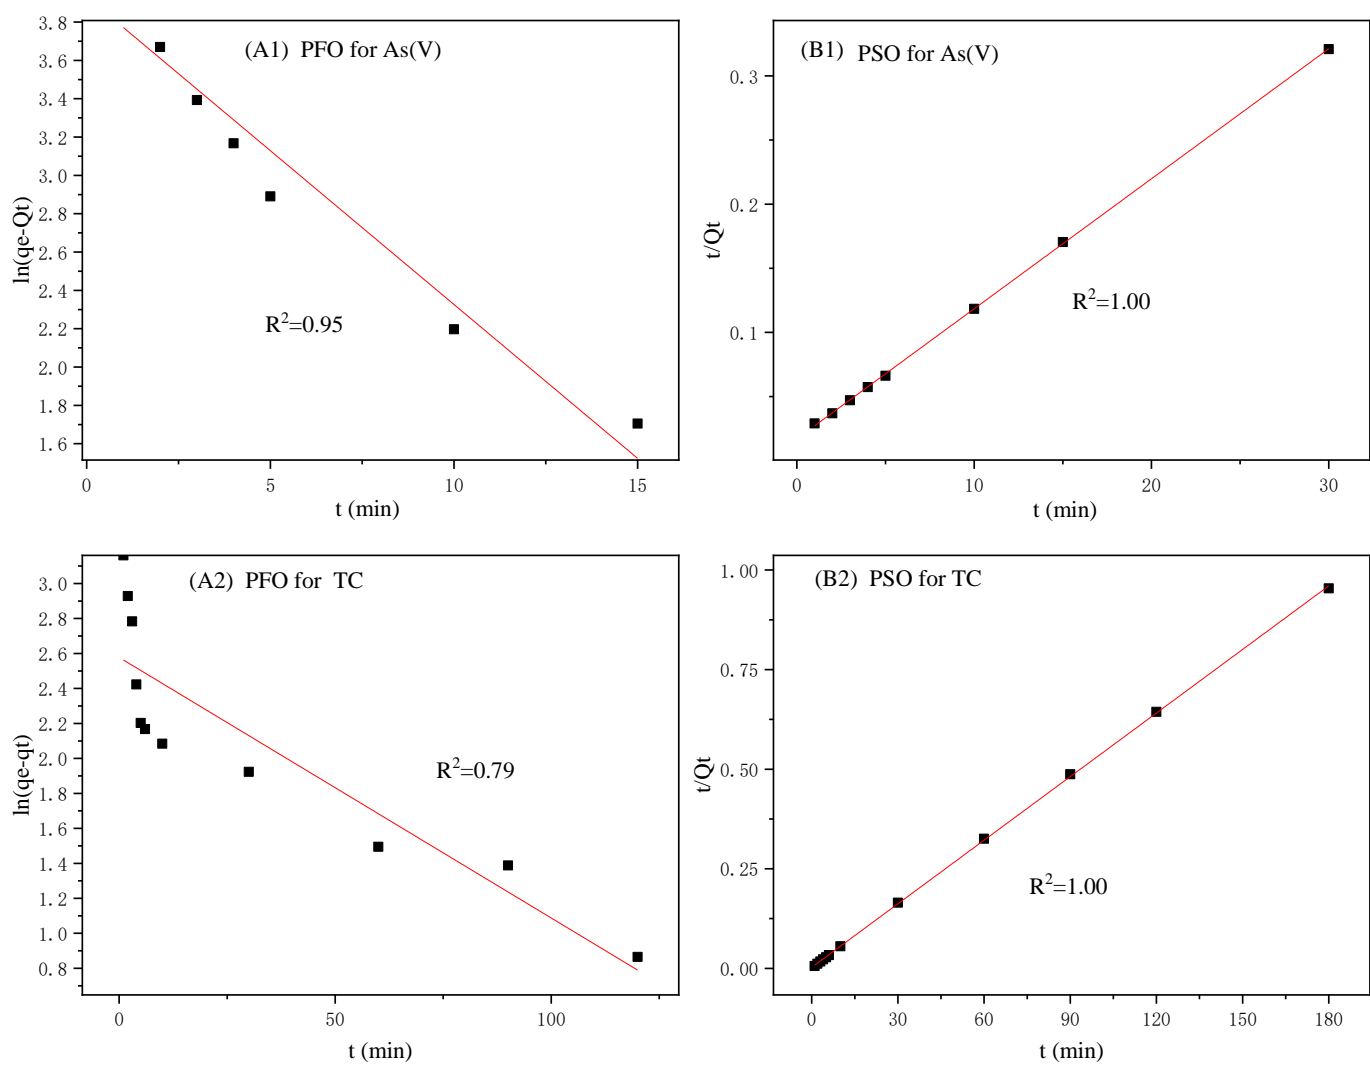 (A1) PFO for As(V)
3.8
3.6
3.4
3.2
3.0
2.8
2.6
2.4
2.2
2.0
1.8
1.6
ln(qe-Qt)
R²=0.95
0 5 10 15
t (min)
(B1) PSO for As(V)
0.3
0.2
0.1
t/Qt
R²=1.00
0 10 20 30
t (min)
(A2) PFO for TC
3.0
2.8
2.6
2.4
2.2
2.0
1.8
1.6
1.4
1.2
1.0
0.8
ln(qe-qt)
R²=0.79
0 50 100
t (min)
(B2) PSO for TC
1.00
0.75
0.50
0.25
0.00
t/Qt
R²=1.00
0 30 60 90 120 150 180
t (min)